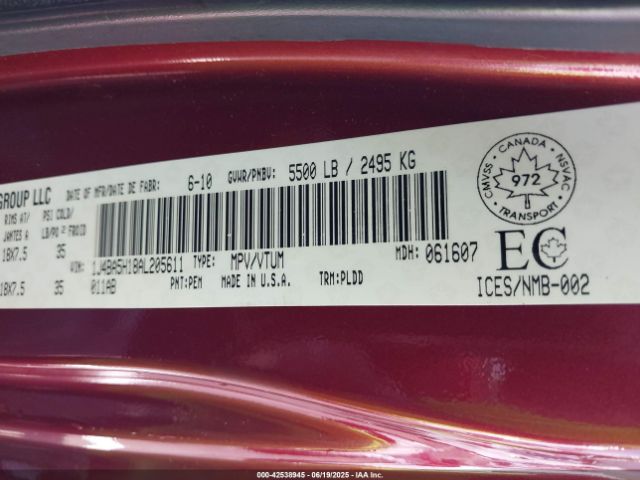 GROUP LLC DATE OF MFR/DATE DE FABR: 6-10 GVWR/PNBV: 5500 LB / 2495 KG
RIMS AT/ PSI COLD/
JANTES A LB/PO² FROID
18X7.5 35
VIN: 1J4BA5H18AL205611 TYPE: MPV/VTUM MDH: 061607
18X7.5 35 011AB PNT:PEM MADE IN U.S.A. TRM:PLDD
CMVSS CANADA NSVAC
972
TRANSPORT
EC
ICES/NMB-002
000-42538945 - 06/19/2025 - IAA Inc.